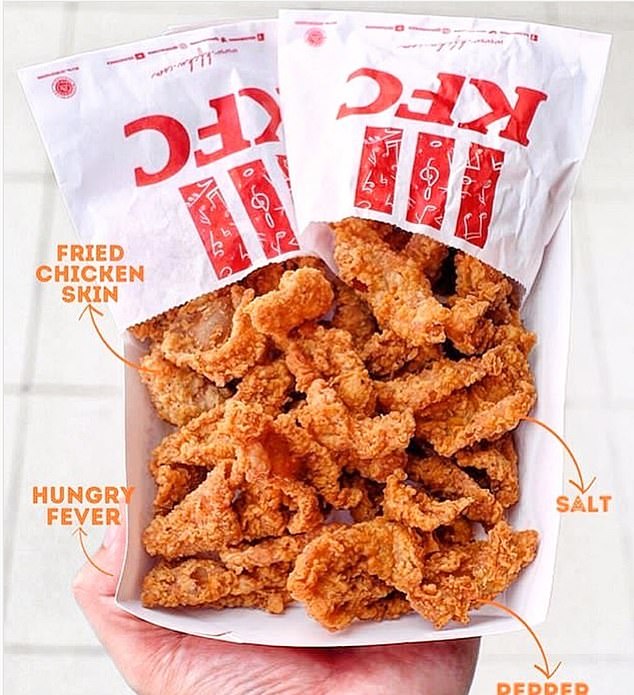 KFC
KFC
FRIED
CHICKEN
SKIN
HUNGRY
FEVER
SALT
PEPPER